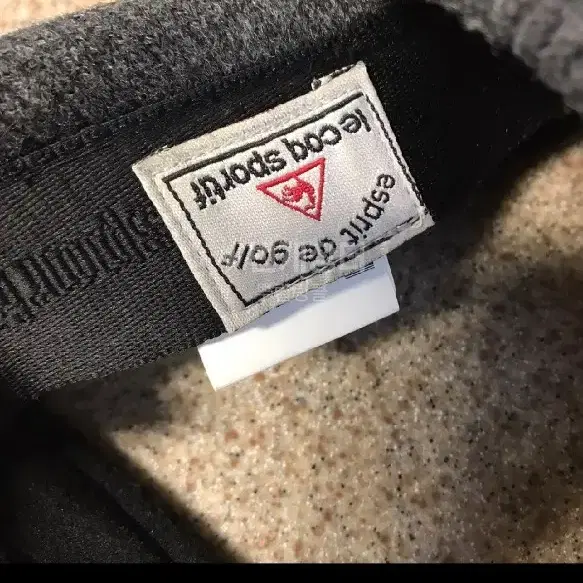 le coq sportif
esprit de golf